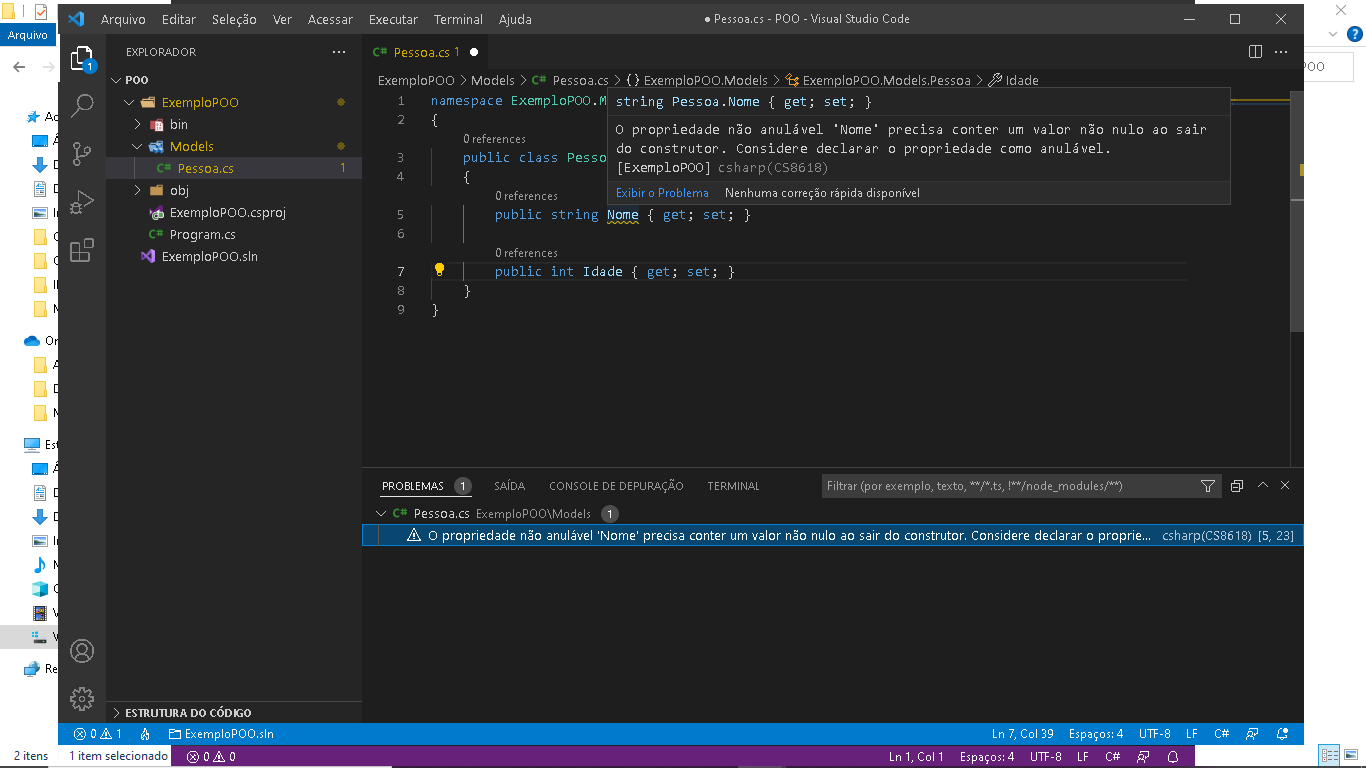 Arquivo
Arquivo Editar Seleção Ver Acessar Executar Terminal Ajuda
● Pessoa.cs - POO - Visual Studio Code
EXPLORADOR
POO
ExemploPOO
bin
Models
Pessoa.cs 1
obj
ExemploPOO.csproj
Program.cs
ExemploPOO.sln
ESTRUTURA DO CÓDIGO
1
C# Pessoa.cs 1 ●
ExemploPOO > Models > C# Pessoa.cs > {} ExemploPOO.Models > ExemploPOO.Models.Pessoa > Idade
1 namespace ExemploPOO.M
2 {
0 references
3 public class Pesso
4 {
0 references
5 public string Nome { get; set; }
6
0 references
7 public int Idade { get; set; }
8 }
9 }
string Pessoa.Nome { get; set; }
O propriedade não anulável 'Nome' precisa conter um valor não nulo ao sair
do construtor. Considere declarar o propriedade como anulável.
[ExemploPOO] csharp(CS8618)
Exibir o Problema Nenhuma correção rápida disponível
PROBLEMAS 1 SAÍDA CONSOLE DE DEPURAÇÃO TERMINAL
Filtrar (por exemplo, texto, **/*.ts, !**/node_modules/**)
C# Pessoa.cs ExemploPOO\Models 1
O propriedade não anulável 'Nome' precisa conter um valor não nulo ao sair do construtor. Considere declarar o proprie... csharp(CS8618) [5, 23]
0 1 ExemploPOO.sln
Ln 7, Col 39 Espaços: 4 UTF-8 LF C#
2 itens 1 item selecionado
0 0
Ln 1, Col 1 Espaços: 4 UTF-8 LF C#